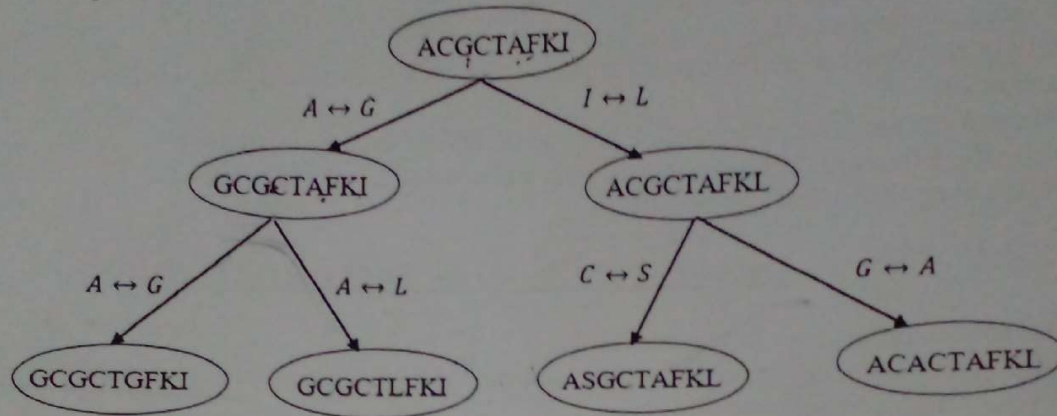 ACGCTAFKI
A ↔ G
I ↔ L
GCGCTAFKI
ACGCTAFKL
A ↔ G
A ↔ L
C ↔ S
G ↔ A
GCGCTGFKI
GCGCTLFKI
ASGCTAFKL
ACACTAFKL